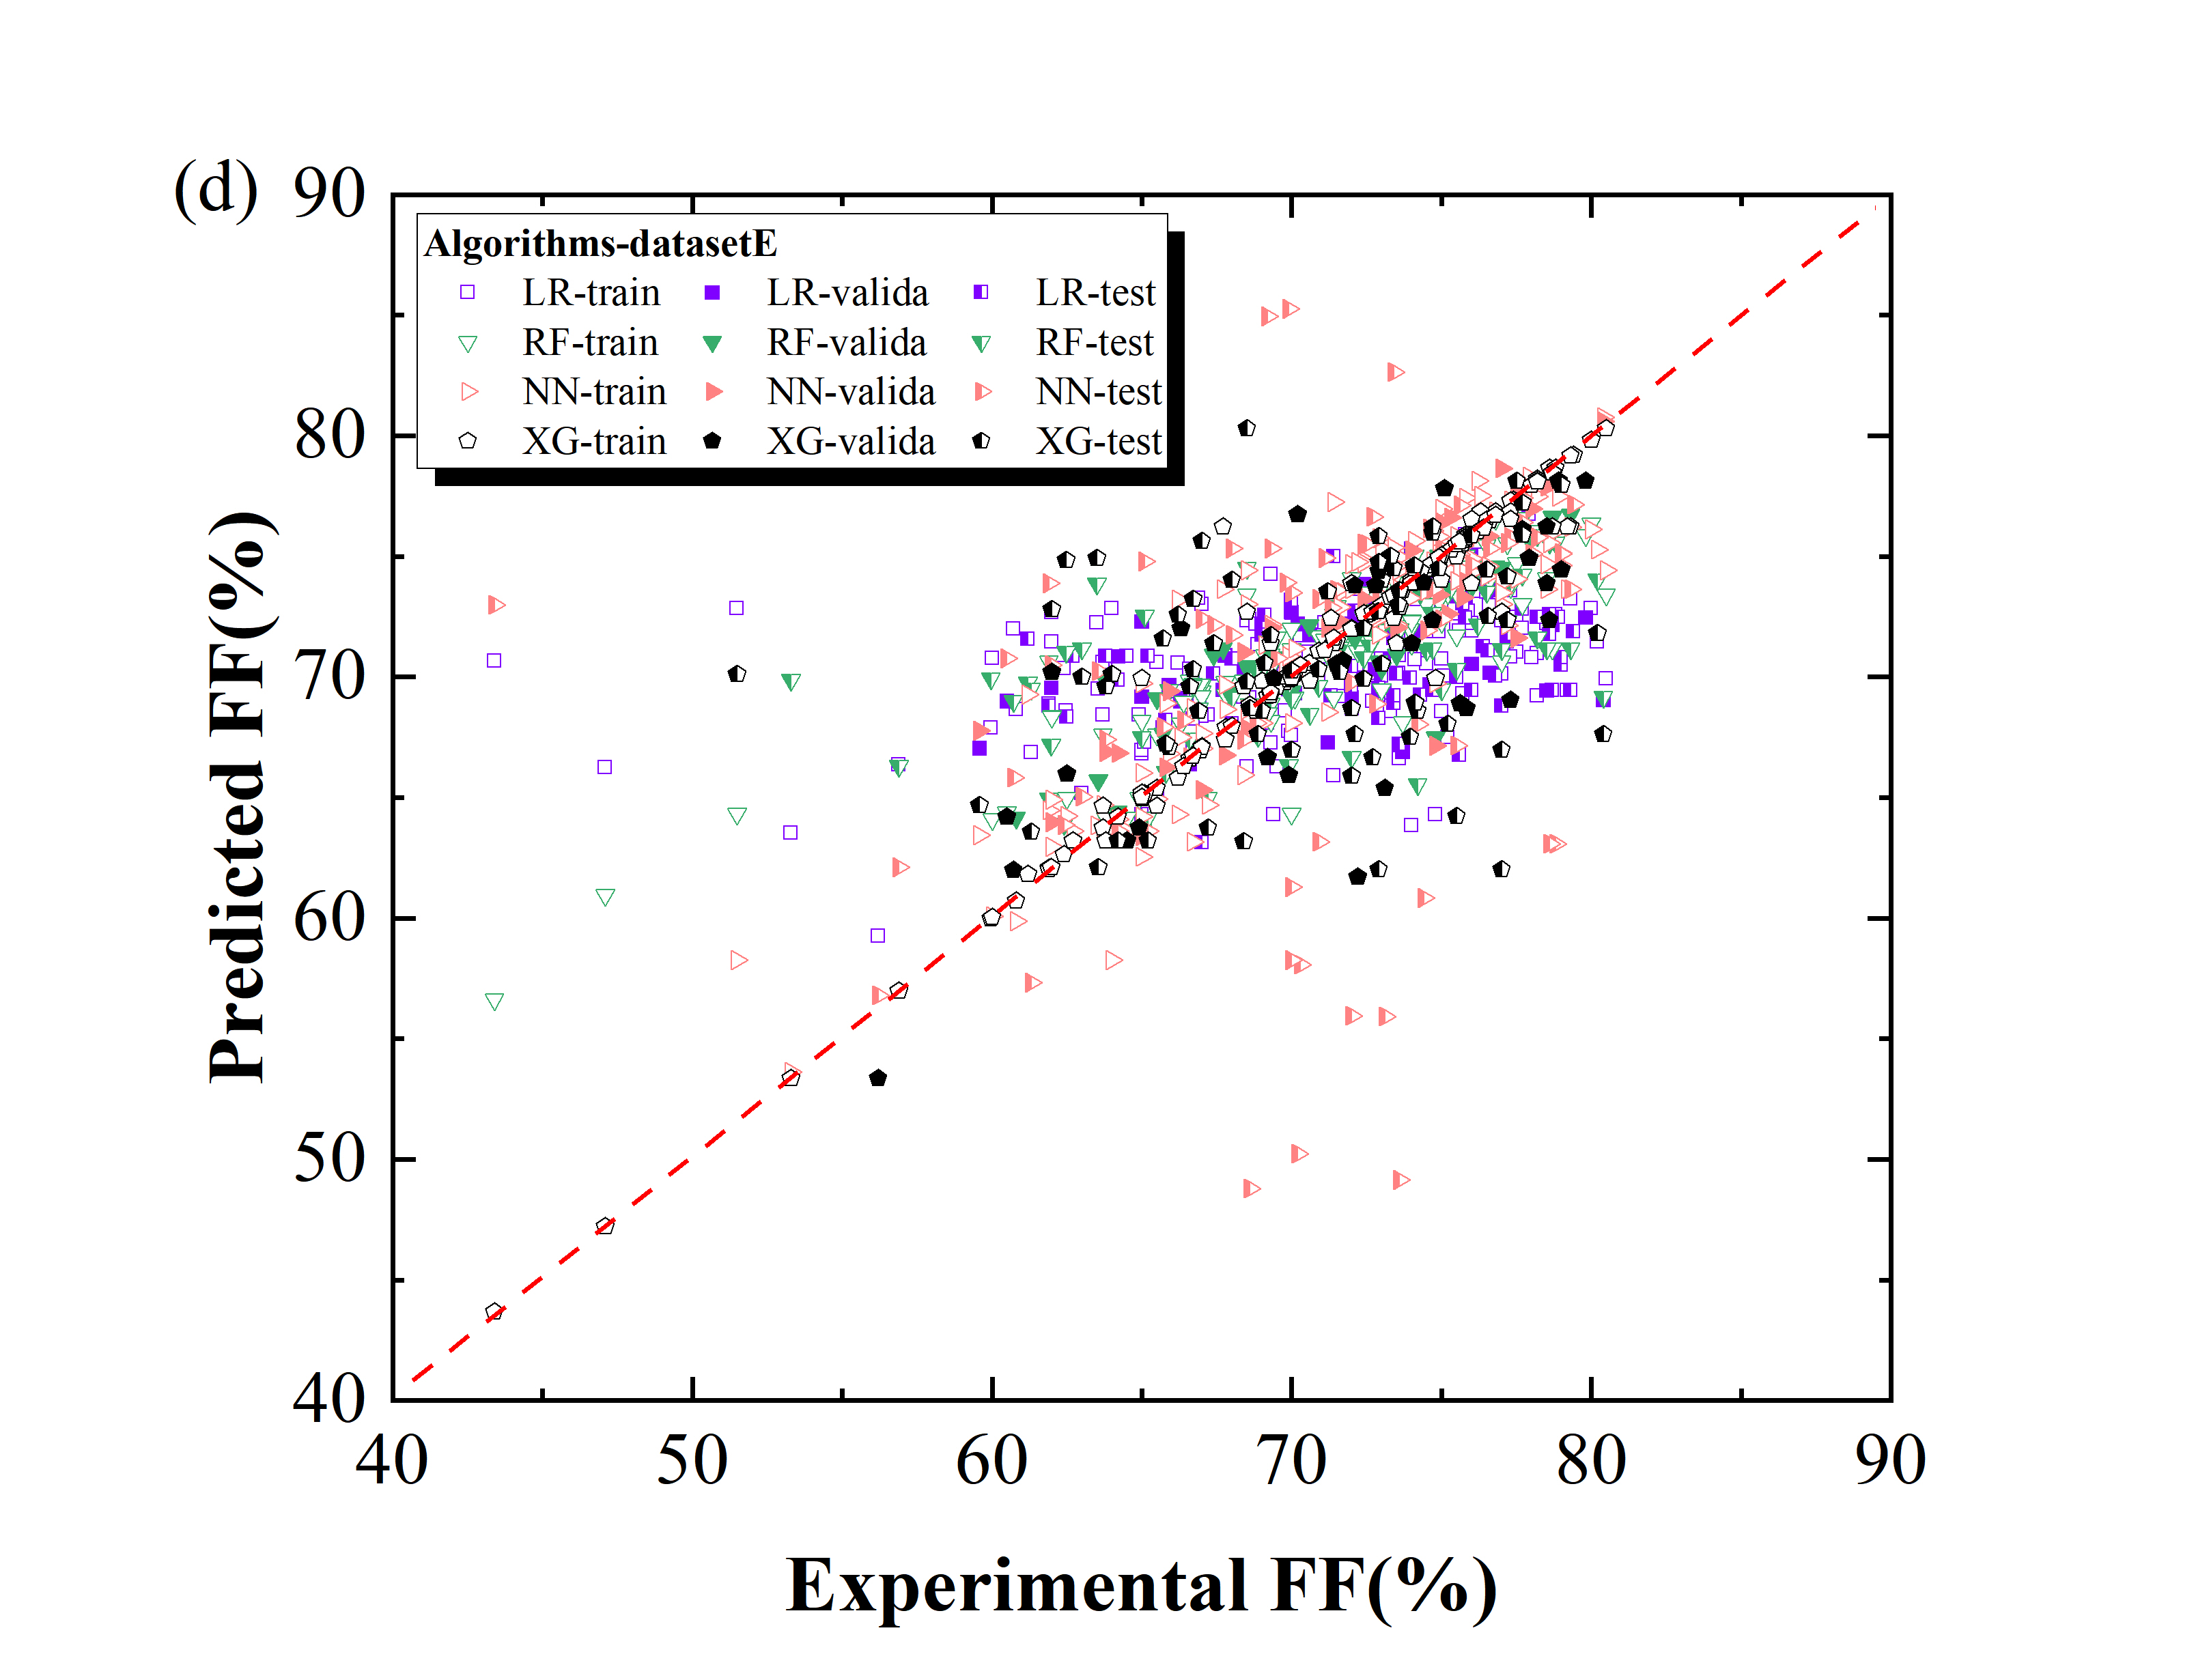 (d)
90
80
70
60
50
40
Predicted FF(%)
Algorithms-datasetE
LR-train LR-valida LR-test
RF-train RF-valida RF-test
NN-train NN-valida NN-test
XG-train XG-valida XG-test
40 50 60 70 80 90
Experimental FF(%)